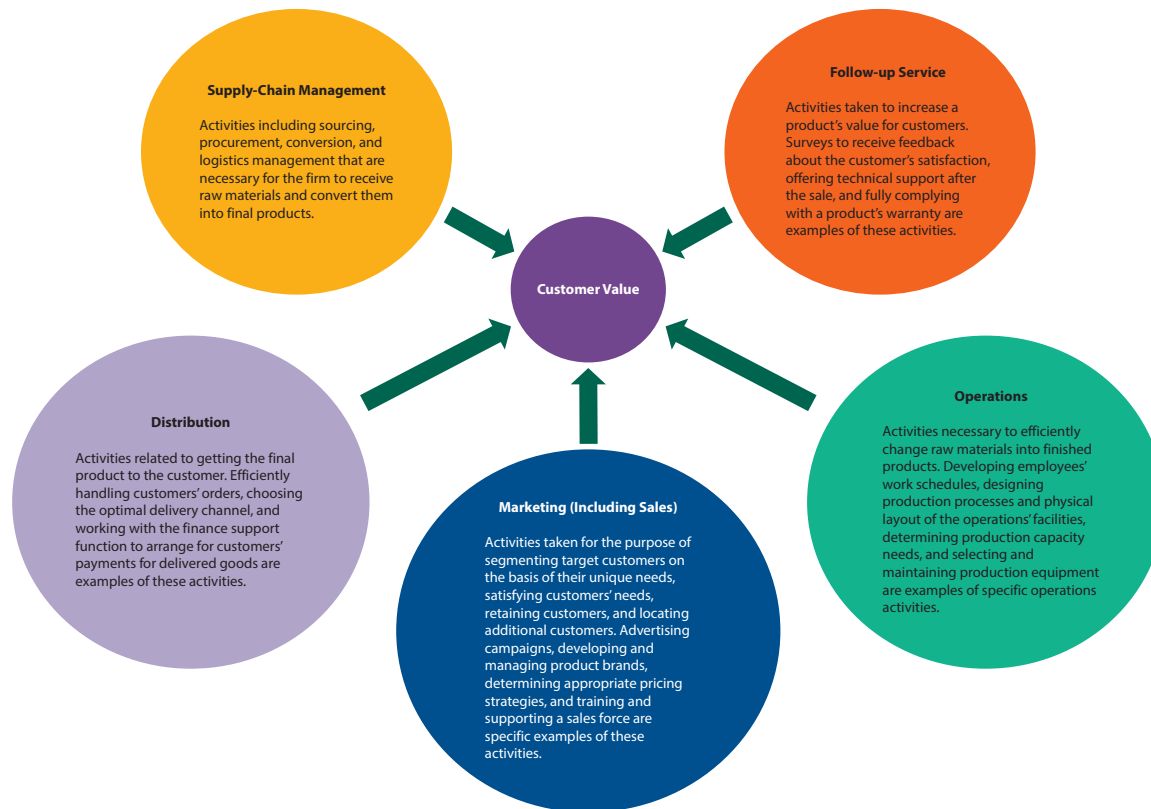 Supply-Chain Management
Activities including sourcing,
procurement, conversion, and
logistics management that are
necessary for the firm to receive
raw materials and convert them
into final products.
Follow-up Service
Activities taken to increase a
product’s value for customers.
Surveys to receive feedback
about the customer’s satisfaction,
offering technical support after
the sale, and fully complying
with a product’s warranty are
examples of these activities.
Customer Value
Distribution
Activities related to getting the final
product to the customer. Efficiently
handling customers’ orders, choosing
the optimal delivery channel, and
working with the finance support
function to arrange for customers’
payments for delivered goods are
examples of these activities.
Marketing (Including Sales)
Activities taken for the purpose of
segmenting target customers on
the basis of their unique needs,
satisfying customers’ needs,
retaining customers, and locating
additional customers. Advertising
campaigns, developing and
managing product brands,
determining appropriate pricing
strategies, and training and
supporting a sales force are
specific examples of these
activities.
Operations
Activities necessary to efficiently
change raw materials into finished
products. Developing employees’
work schedules, designing
production processes and physical
layout of the operations’ facilities,
determining production capacity
needs, and selecting and
maintaining production equipment
are examples of specific operations
activities.